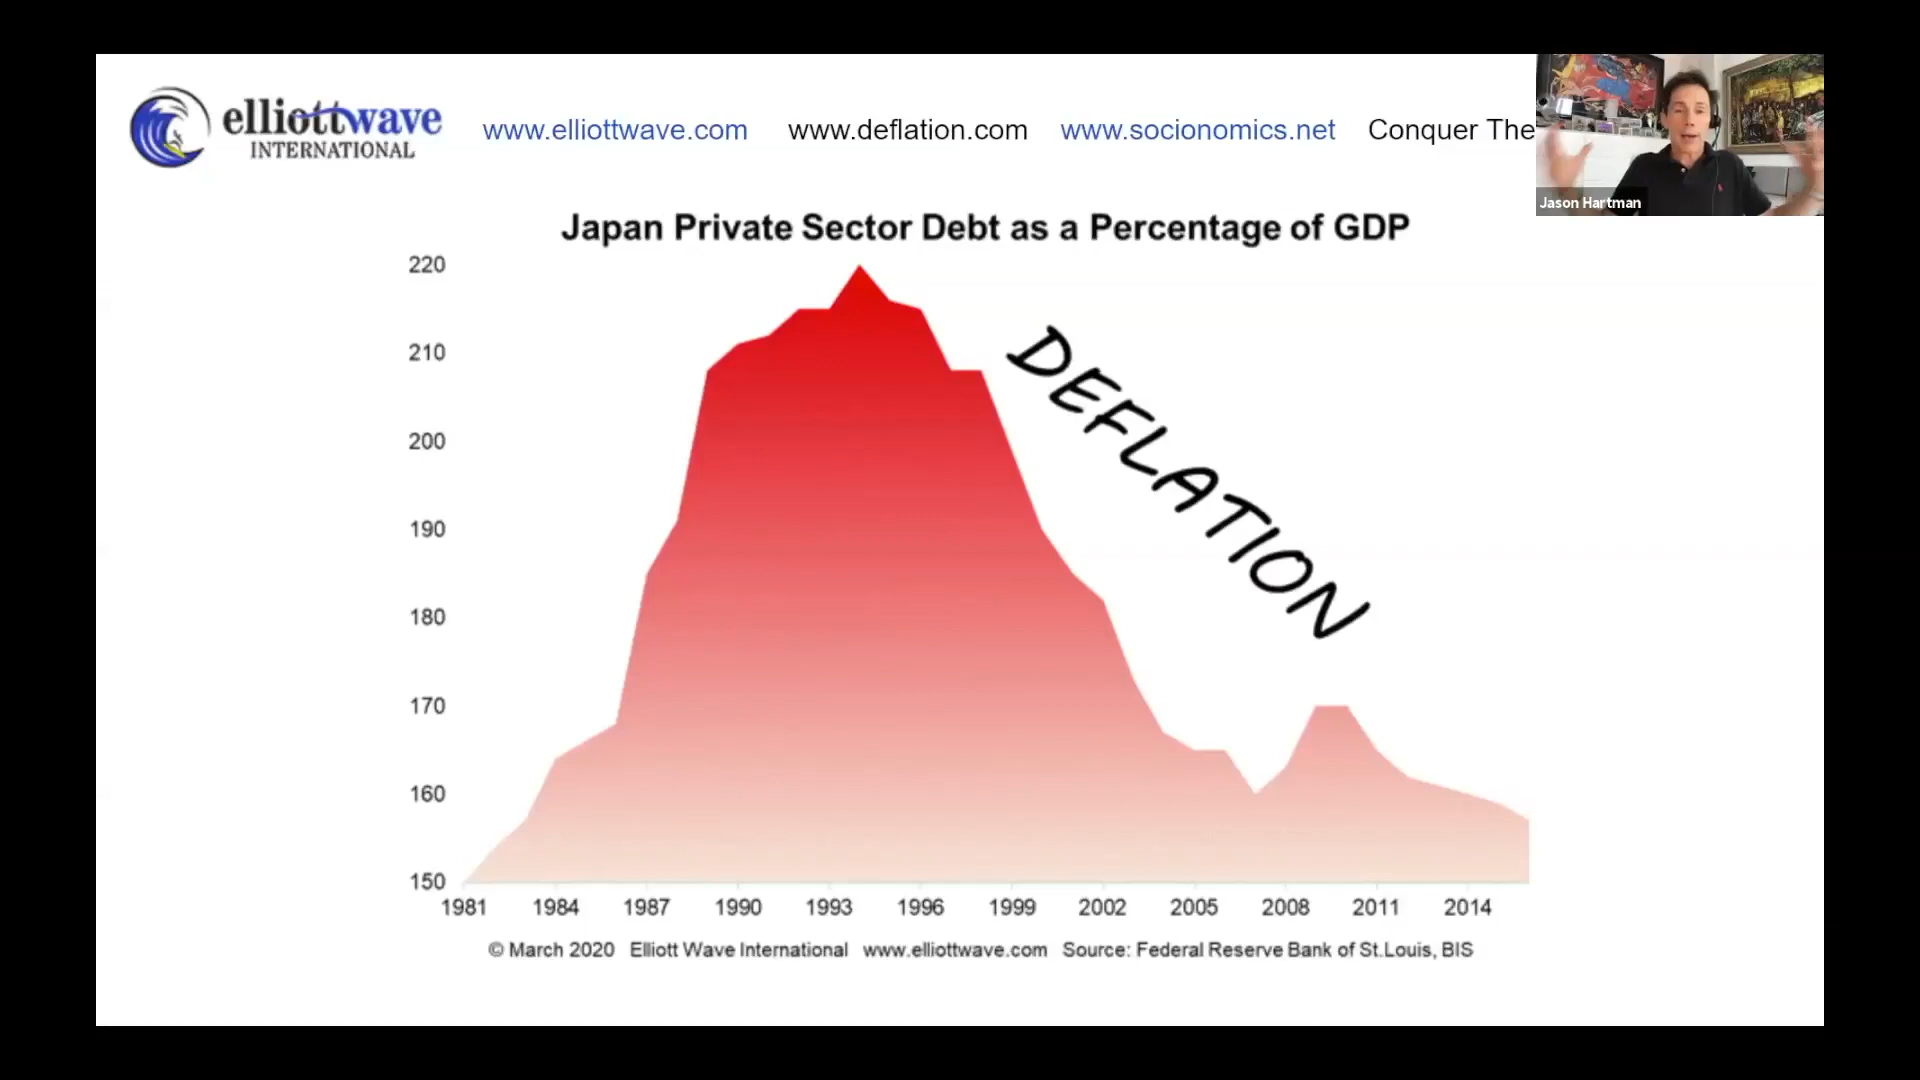 elliottwave
INTERNATIONAL
www.elliottwave.com www.deflation.com www.socionomics.net Conquer The
Jason Hartman
Japan Private Sector Debt as a Percentage of GDP
220
210
200
190
180
170
160
150
DEFLATION
1981 1984 1987 1990 1993 1996 1999 2002 2005 2008 2011 2014
© March 2020 Elliott Wave International www.elliottwave.com Source: Federal Reserve Bank of St.Louis, BIS